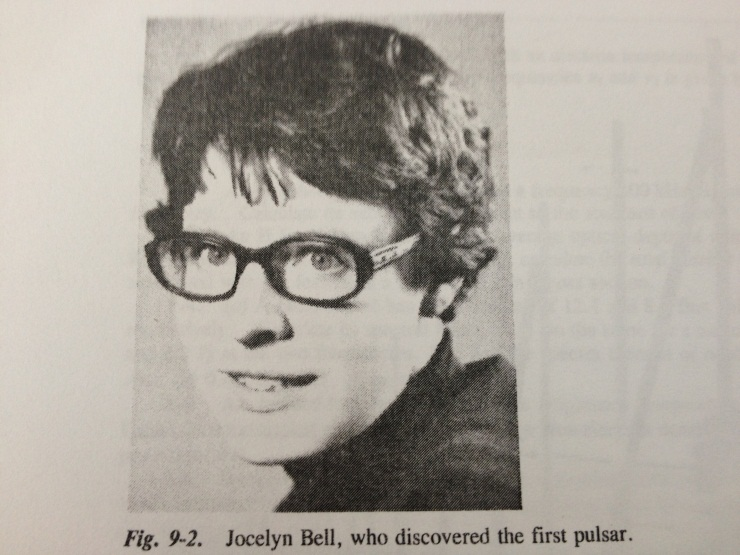 Fig. 9-2. Jocelyn Bell, who discovered the first pulsar.